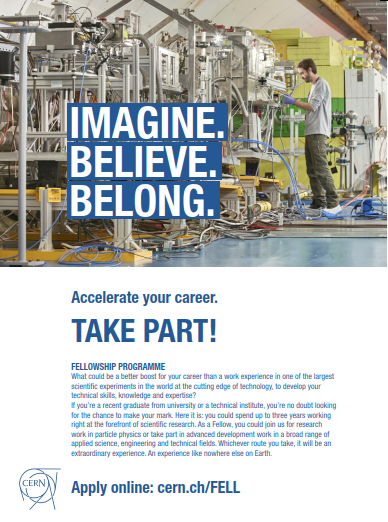 IMAGINE.
BELIEVE.
BELONG.
Accelerate your career.
TAKE PART!
FELLOWSHIP PROGRAMME
What could be a better boost for your career than a work experience in one of the largest
scientific experiments in the world at the cutting edge of technology, to develop your
technical skills, knowledge and expertise?
If you're a recent graduate from university or a technical institute, you're no doubt looking
for the chance to make your mark. Here it is: you could spend up to three years working
right at the forefront of scientific research. As a Fellow, you could join us for research
work in particle physics or take part in advanced development work in a broad range of
applied science, engineering and technical fields. Whichever route you take, it will be an
extraordinary experience. An experience like nowhere else on Earth.
CERN
Apply online: cern.ch/FELL